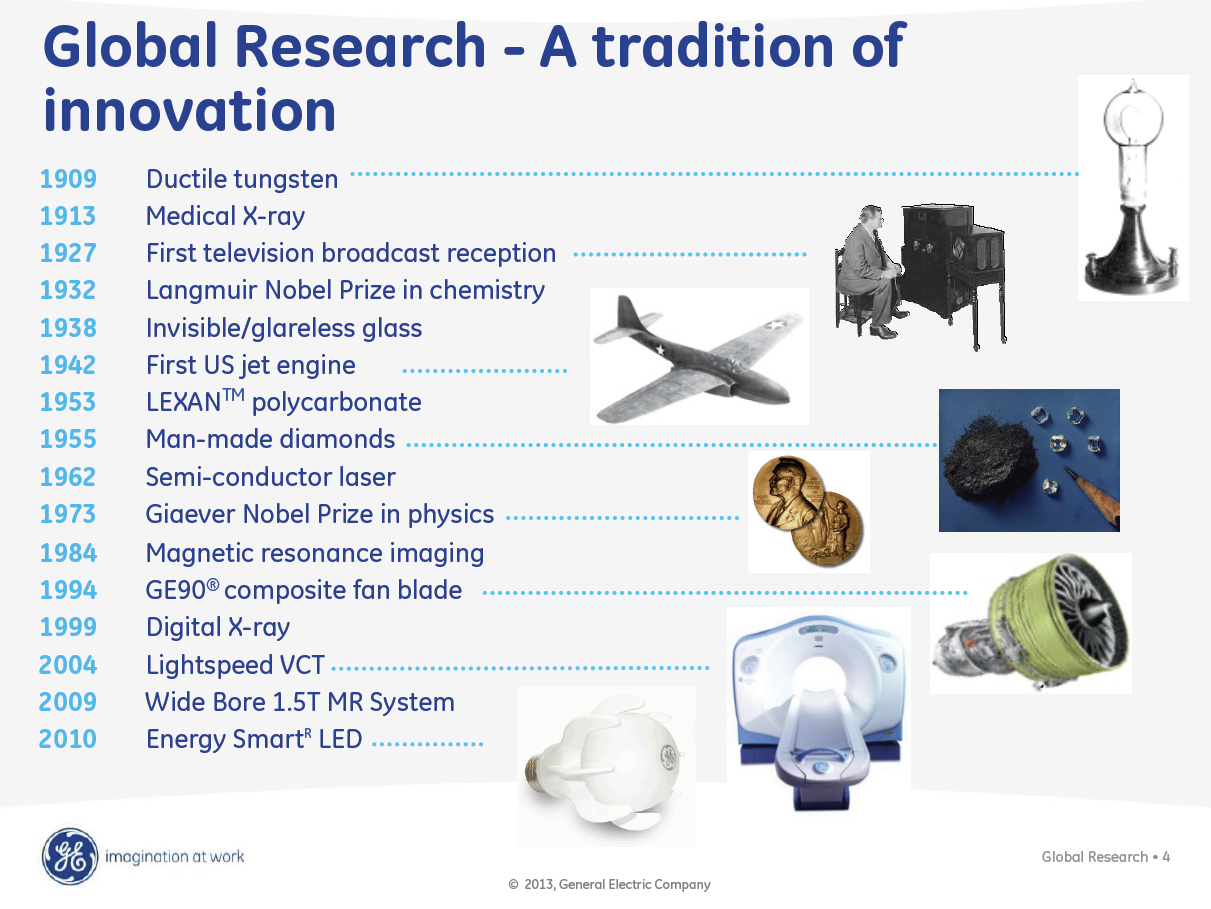 Global Research - A tradition of
innovation
1909 Ductile tungsten
1913 Medical X-ray
1927 First television broadcast reception
1932 Langmuir Nobel Prize in chemistry
1938 Invisible/glareless glass
1942 First US jet engine
1953 LEXAN™ polycarbonate
1955 Man-made diamonds
1962 Semi-conductor laser
1973 Giaever Nobel Prize in physics
1984 Magnetic resonance imaging
1994 GE90® composite fan blade
1999 Digital X-ray
2004 Lightspeed VCT
2009 Wide Bore 1.5T MR System
2010 Energy Smartᴿ LED
GE
GE imagination at work
Global Research • 4
© 2013, General Electric Company